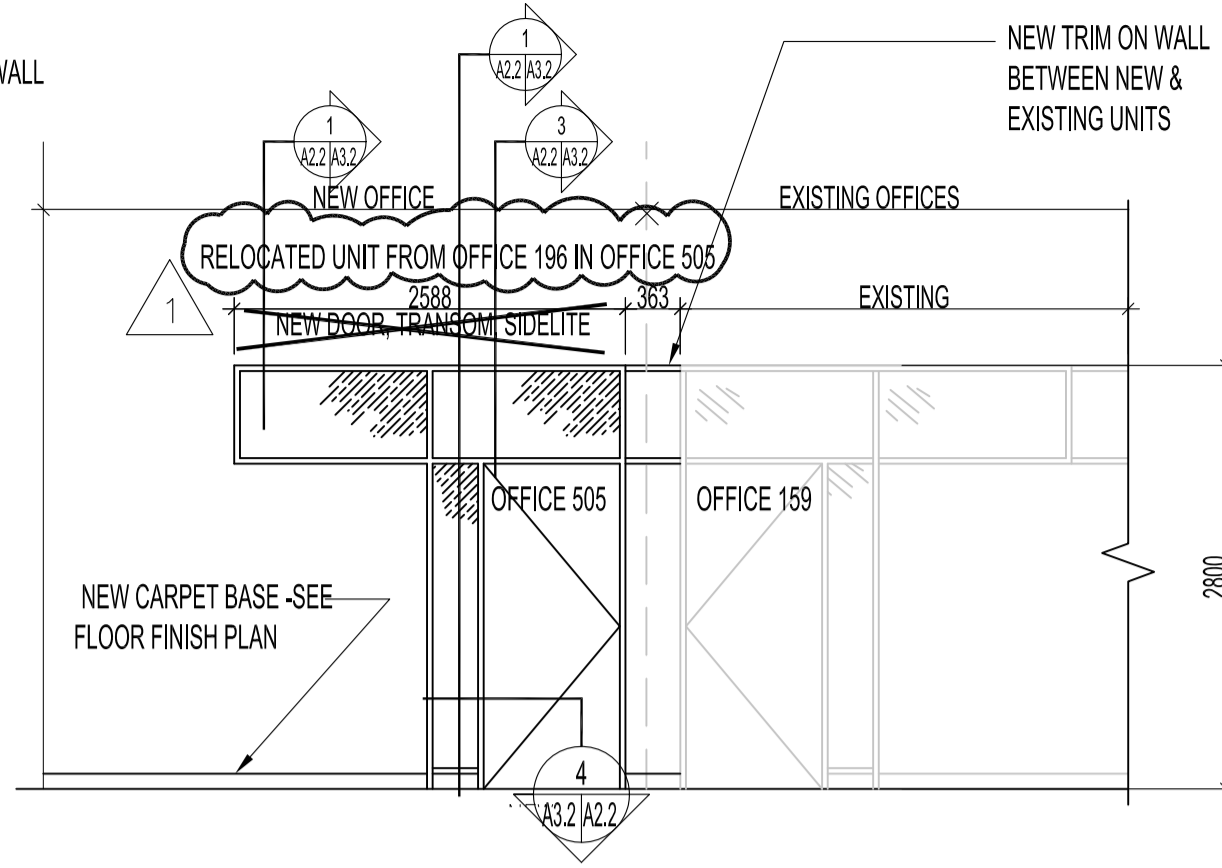 WALL
1
A2.2 A3.2
NEW TRIM ON WALL
BETWEEN NEW &
EXISTING UNITS
1
A2.2 A3.2
3
A2.2 A3.2
NEW OFFICE
EXISTING OFFICES
RELOCATED UNIT FROM OFFICE 196 IN OFFICE 505
1
2588
363
EXISTING
NEW DOOR, TRANSOM, SIDELITE
OFFICE 505
OFFICE 159
2800
NEW CARPET BASE -SEE
FLOOR FINISH PLAN
4
A3.2 A2.2